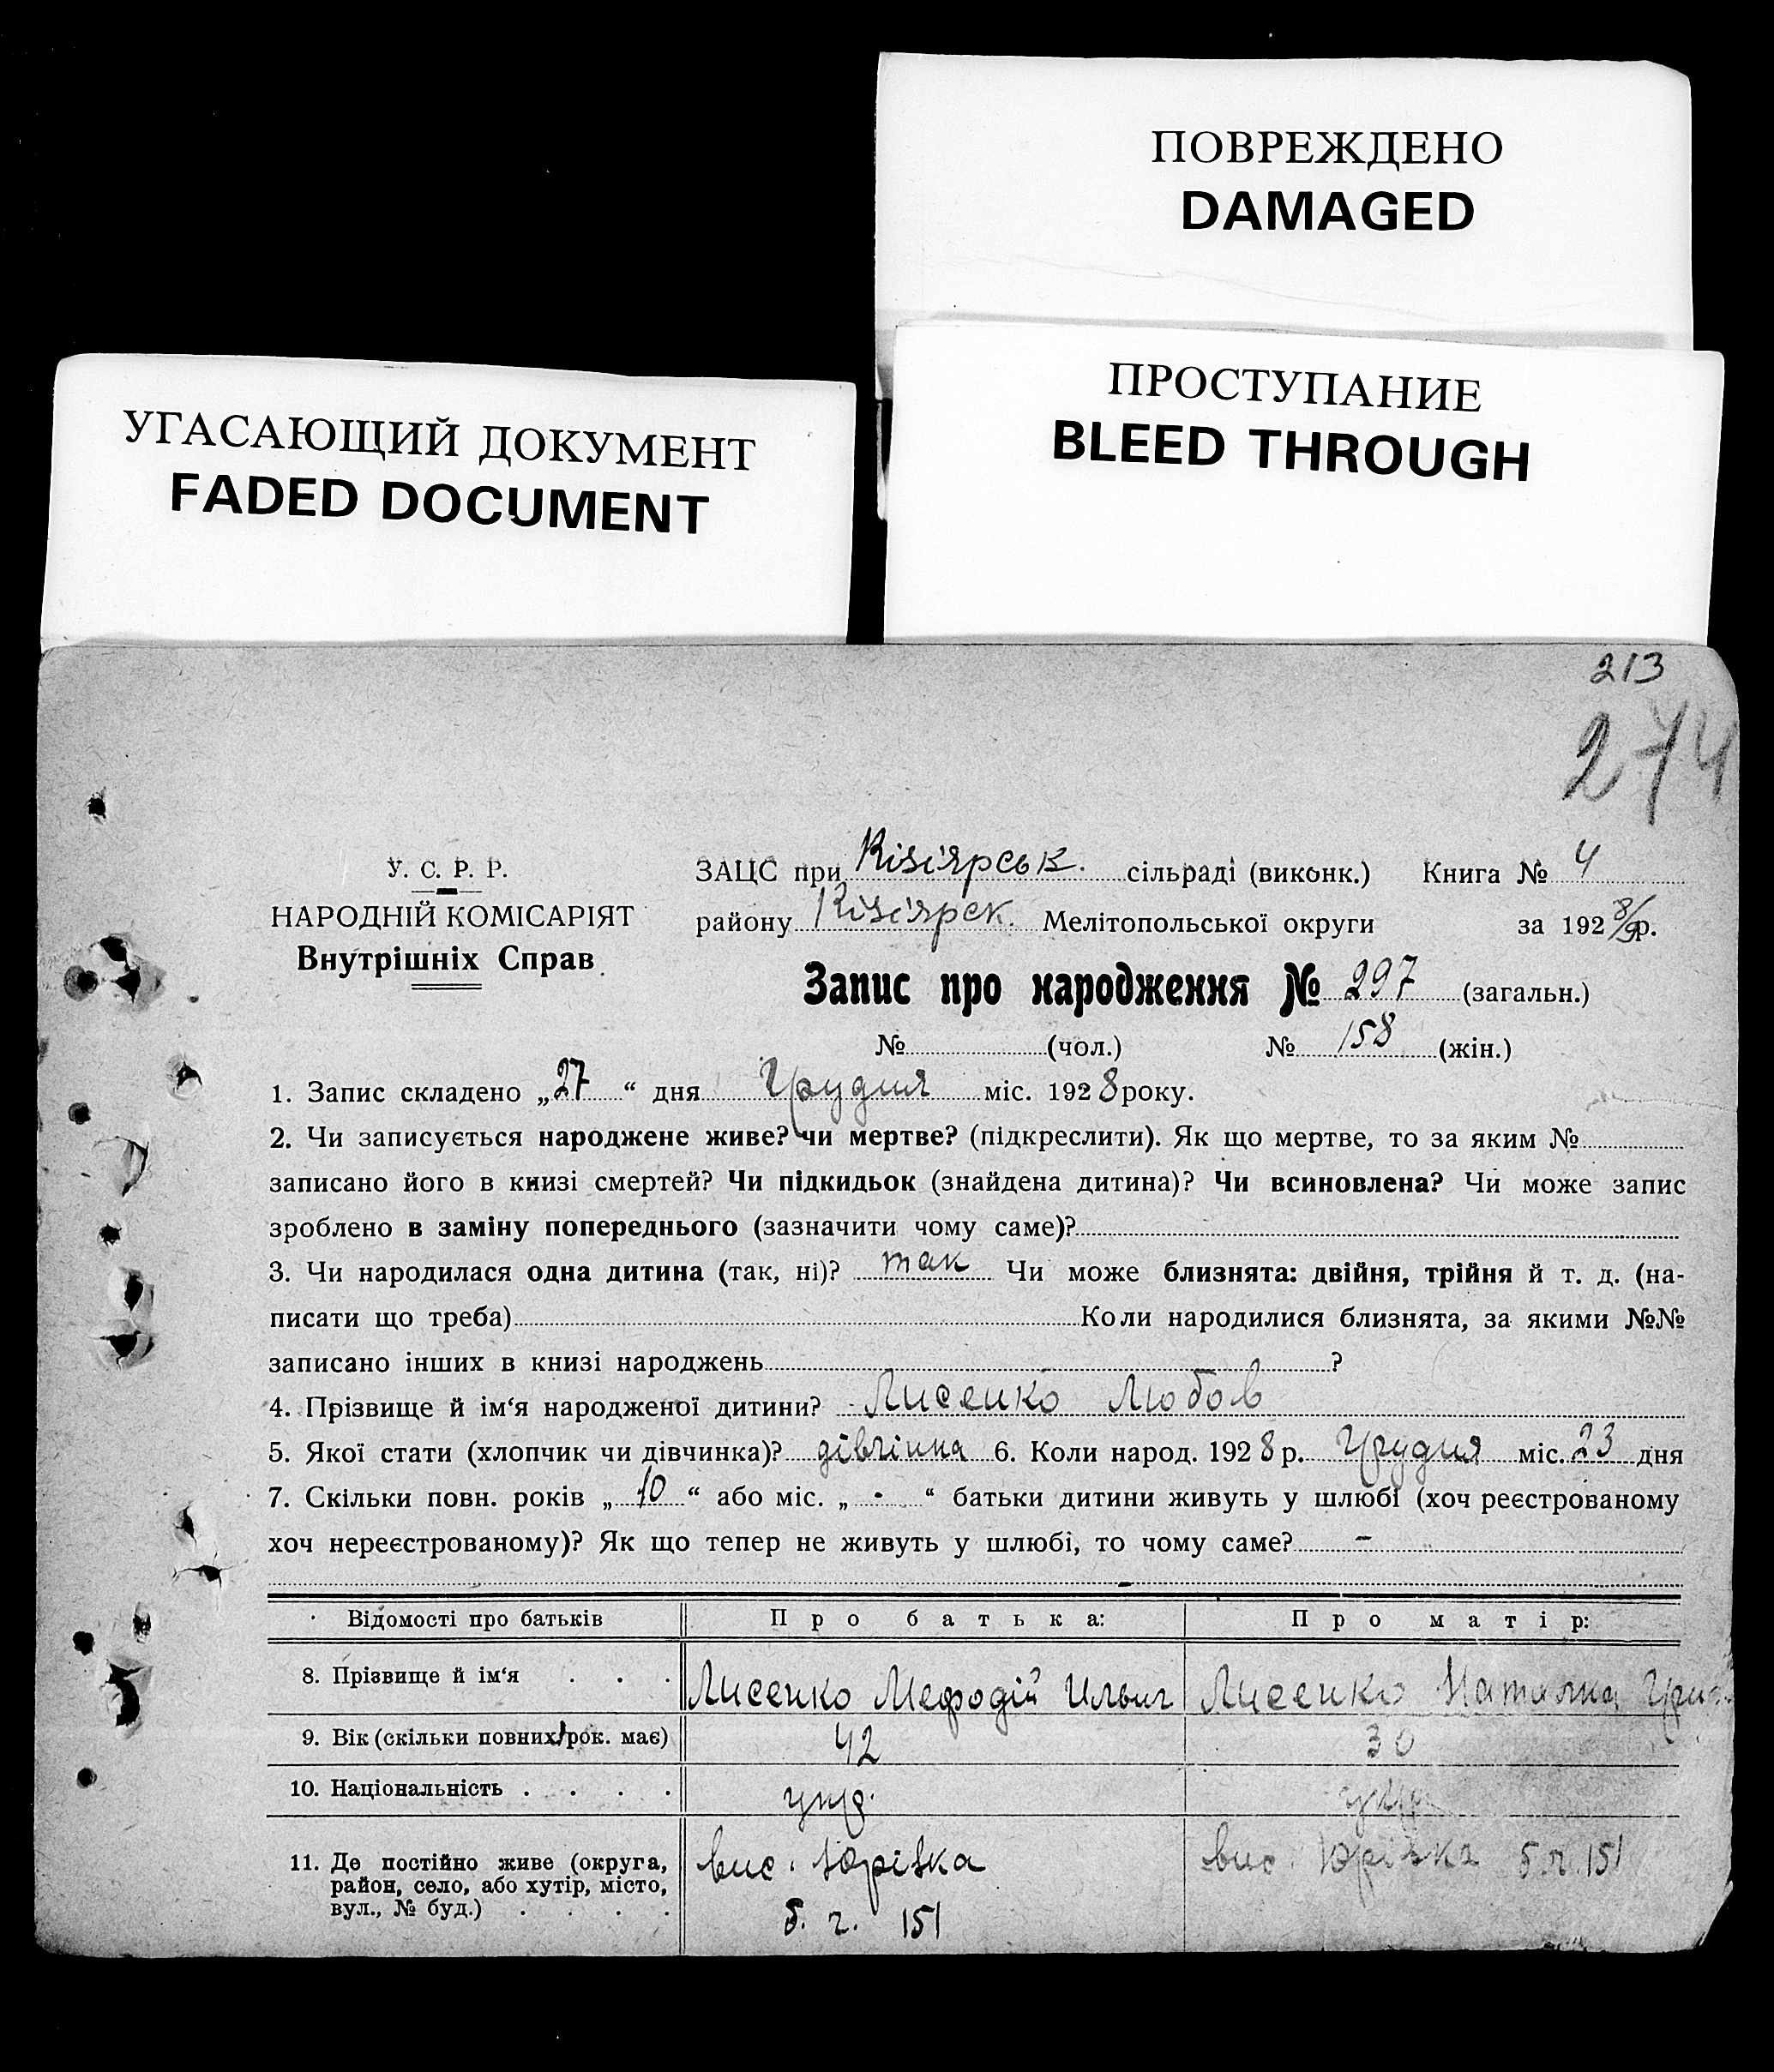 ПОВРЕЖДЕНО
DAMAGED
УГАСАЮЩИЙ ДОКУМЕНТ
FADED DOCUMENT
ПРОСТУПАНИЕ
BLEED THROUGH
213
274
У. С. Р. Р.
НАРОДНІЙ КОМІСАРІЯТ
Внутрішніх Справ
ЗАЦС при Кізіярськ. сільраді (виконк.) Книга № 4
району Кізіярск. Мелітопольської округи за 1928/9р.
Запис про народження № 297 (загальн.)
№ (чол.) № 158 (жін.)
1. Запис складено „27“ дня Грудня міс. 1928 року.
2. Чи записується народжене живе? чи мертве? (підкреслити). Як що мертве, то за яким №
записано його в книзі смертей? Чи підкидьок (знайдена дитина)? Чи всиновлена? Чи може запис
зроблено в заміну попереднього (зазначити чому саме)?
3. Чи народилася одна дитина (так, ні)? так Чи може близнята: двійня, трійня й т. д. (на-
писати що треба) Коли народилися близнята, за якими №№
записано інших в книзі народжень ?
4. Прізвище й ім‘я народженої дитини? Лисенко Любов
5. Якої стати (хлопчик чи дівчинка)? дівчінна 6. Коли народ. 1928 р. Грудня міс. 23 дня
7. Скільки повн. років „10“ або міс. „-“ батьки дитини живуть у шлюбі (хоч реєстрованому
хоч нереєстрованому)? Як що тепер не живуть у шлюбі, то чому саме? -
Відомості про батьків Про батька: Про матір:
8. Прізвище й ім‘я . . . Лисенко Мефодій Ильич Лисенко Наталка Гри
9. Вік (скільки повних рок. має) 42 30
10. Національність . . . . укр. укр
11. Де постійно живе (округа, район, село, або хутір, місто, вул., № буд.) . . . .
вис. Юрівка
б. ч. 151
вис. Юрівка б.ч. 151